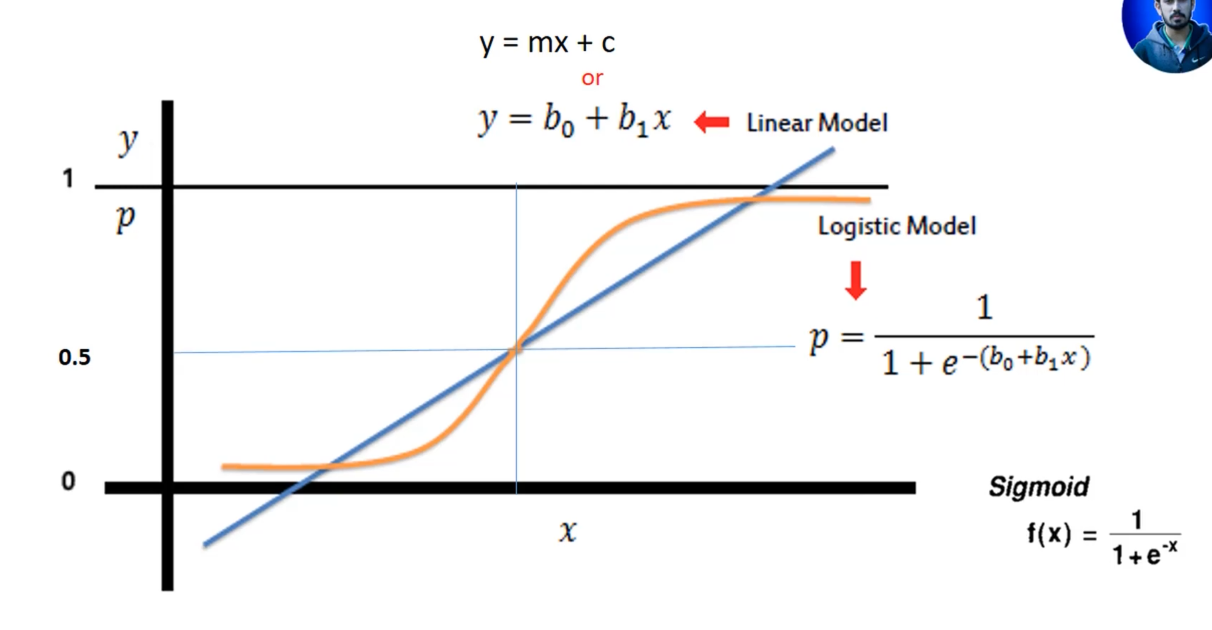 y = mx + c
or
y = b₀ + b₁x
Linear Model
y
1
p
Logistic Model
p = 1 / (1 + e^−(b₀+b₁x))
0.5
0
x
Sigmoid
f(x) = 1 / (1+e^-x)